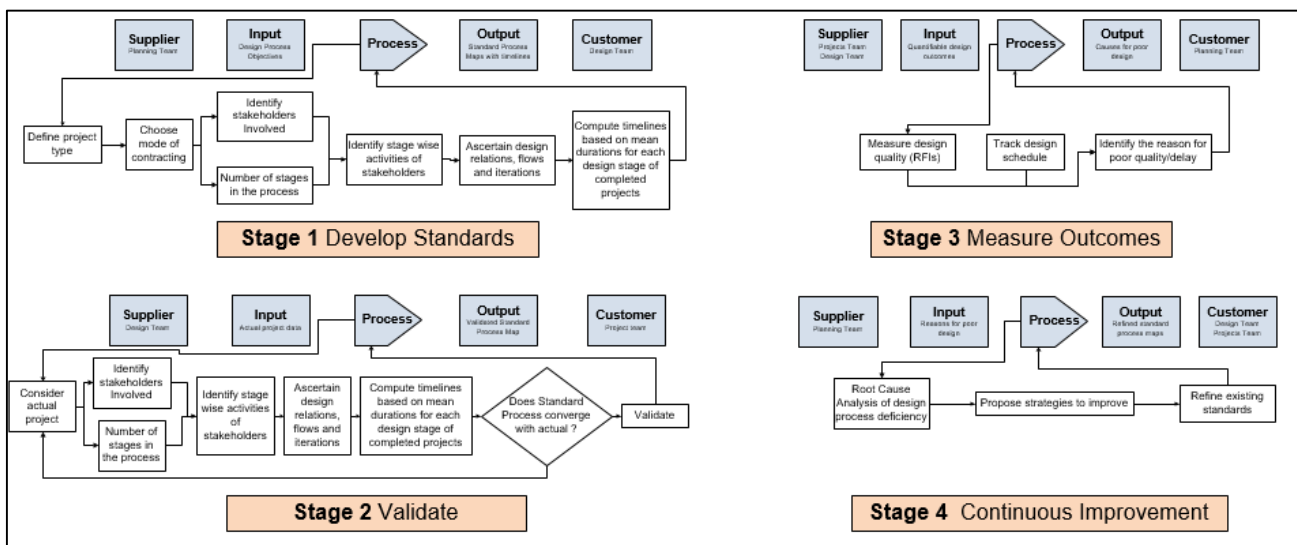 Supplier
Planning Team
Input
Design Process
Objectives
Process
Output
Standard Process
Maps with timelines
Customer
Design Team
Define project
type
Choose
mode of
contracting
Identify
stakeholders
Involved
Number of stages
in the process
Identify stage wise
activities of
stakeholders
Ascertain design
relations, flows
and iterations
Compute timelines
based on mean
durations for each
design stage of
completed
projects
Stage 1 Develop Standards
Supplier
Projects Team
Design Team
Input
Quantifiable design
outcomes
Process
Output
Causes for poor
design
Customer
Planning Team
Measure design
quality (RFIs)
Track design
schedule
Identify the reason for
poor quality/delay
Stage 3 Measure Outcomes
Supplier
Design Team
Input
Actual project data
Process
Output
Validated Standard
Process Map
Customer
Project team
Consider
actual
project
Identify
stakeholders
Involved
Number of
stages in
the process
Identify stage
wise activities
of
stakeholders
Ascertain
design
relations,
flows and
iterations
Compute timelines
based on mean
durations for each
design stage of
completed projects
Does Standard
Process converge
with actual ?
Validate
Stage 2 Validate
Supplier
Planning Team
Input
Reasons for poor
design
Process
Output
Refined standard
process maps
Customer
Design Team
Projects Team
Root Cause
Analysis of design
process deficiency
Propose strategies to improve
Refine existing
standards
Stage 4 Continuous Improvement